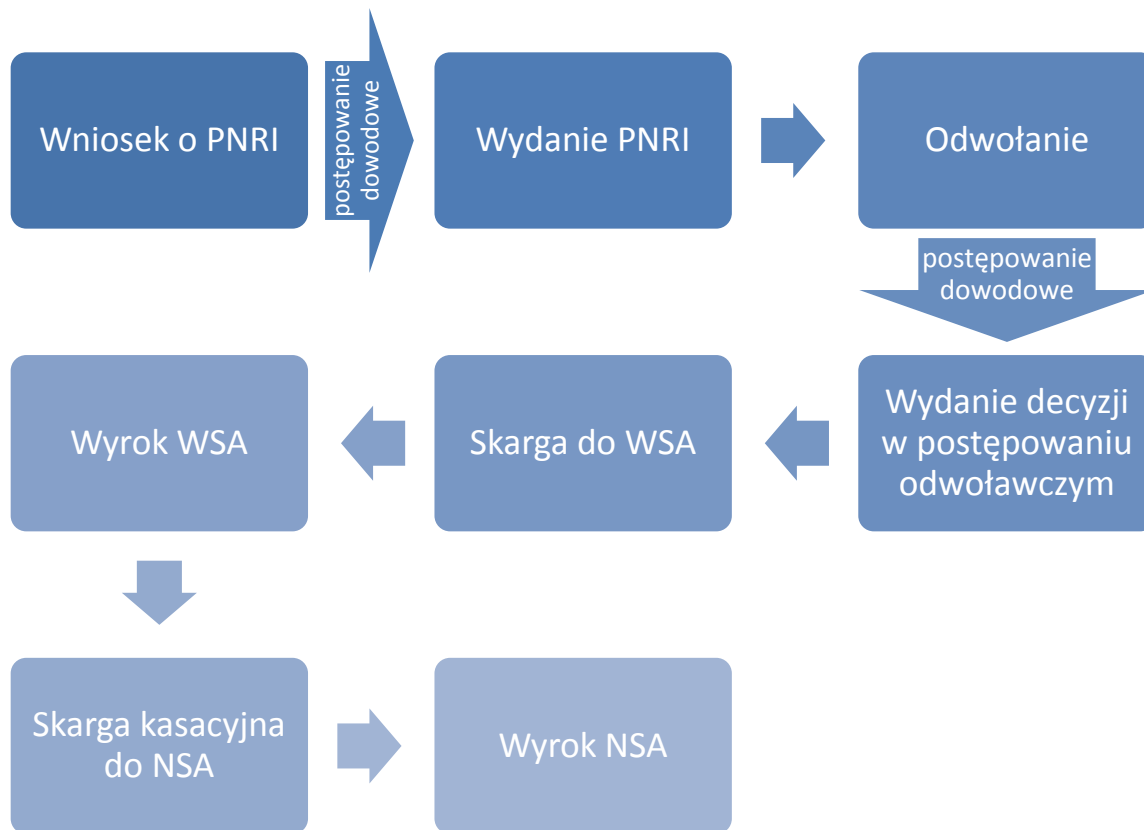 Wniosek o PNRI
postępowanie
dowodowe
Wydanie PNRI
Odwołanie
postępowanie
dowodowe
Wydanie decyzji
w postępowaniu
odwoławczym
Skarga do WSA
Wyrok WSA
Skarga kasacyjna
do NSA
Wyrok NSA